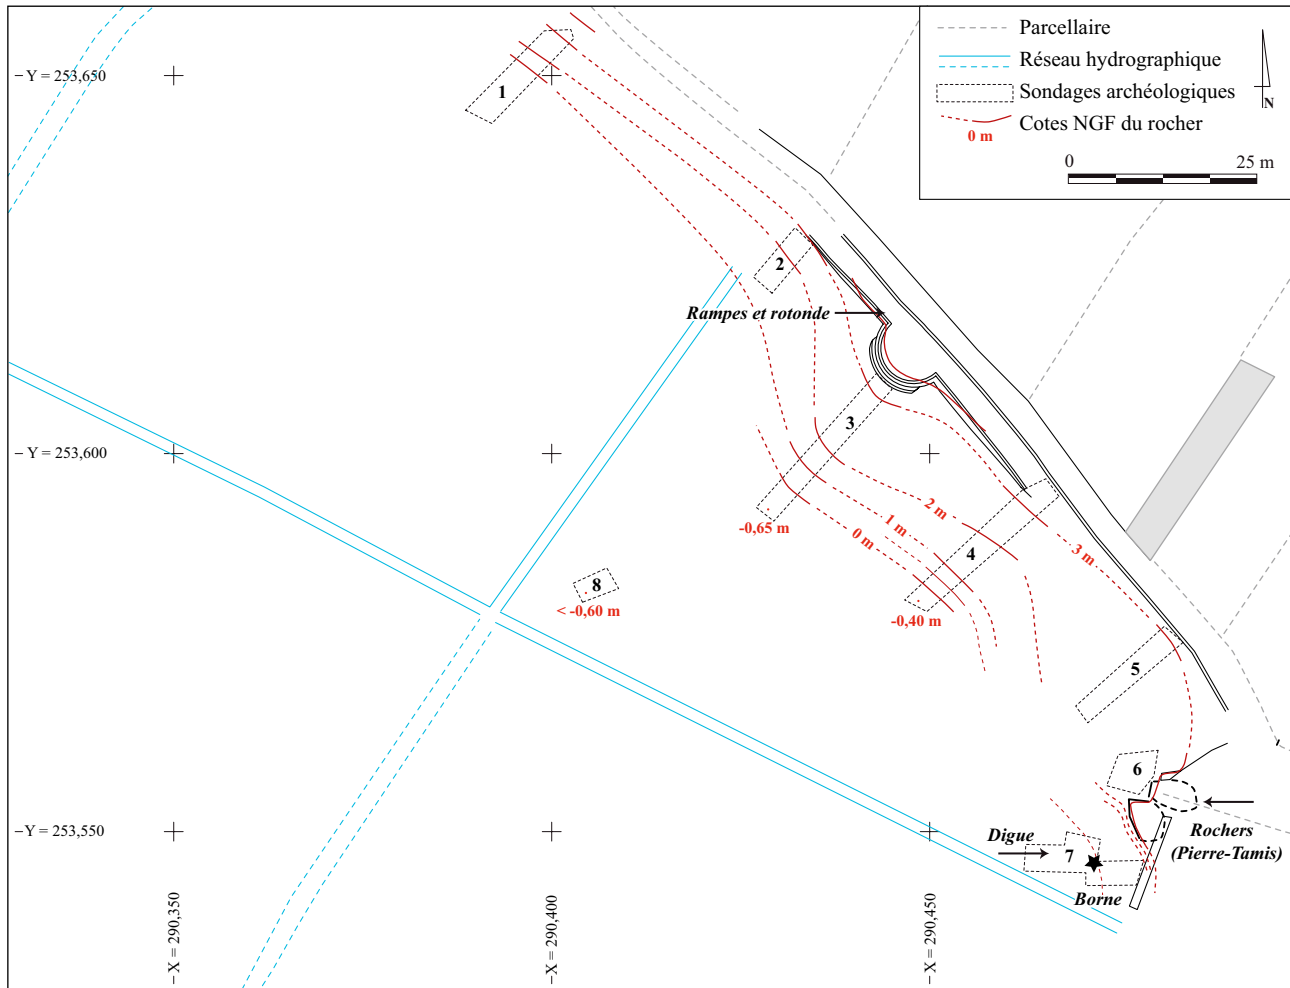 Parcellaire
Réseau hydrographique
Sondages archéologiques
Cotes NGF du rocher
0 m
N
0 25 m
Y = 253,650
1
2
Rampes et rotonde
3
Y = 253,600
2 m
1 m
0 m
-0,65 m
3 m
4
8
< -0,60 m
-0,40 m
5
6
Y = 253,550
Digue
7
Rochers
(Pierre-Tamis)
Borne
X = 290,350
X = 290,400
X = 290,450